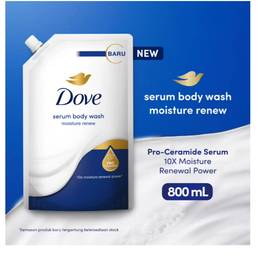 BARU
NEW
Dove
serum body wash
moisture renew
serum body wash
moisture renew
Pro-Ceramide Serum
10X Moisture
Renewal Power
800 mL